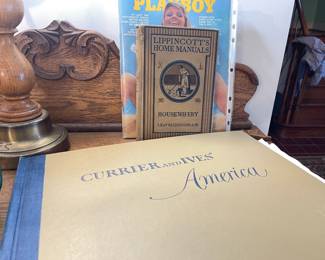 PLAYBOY
LIPPINCOTT'S
HOME MANUALS
HOUSEWIFERY
CURRIER AND IVES'
America